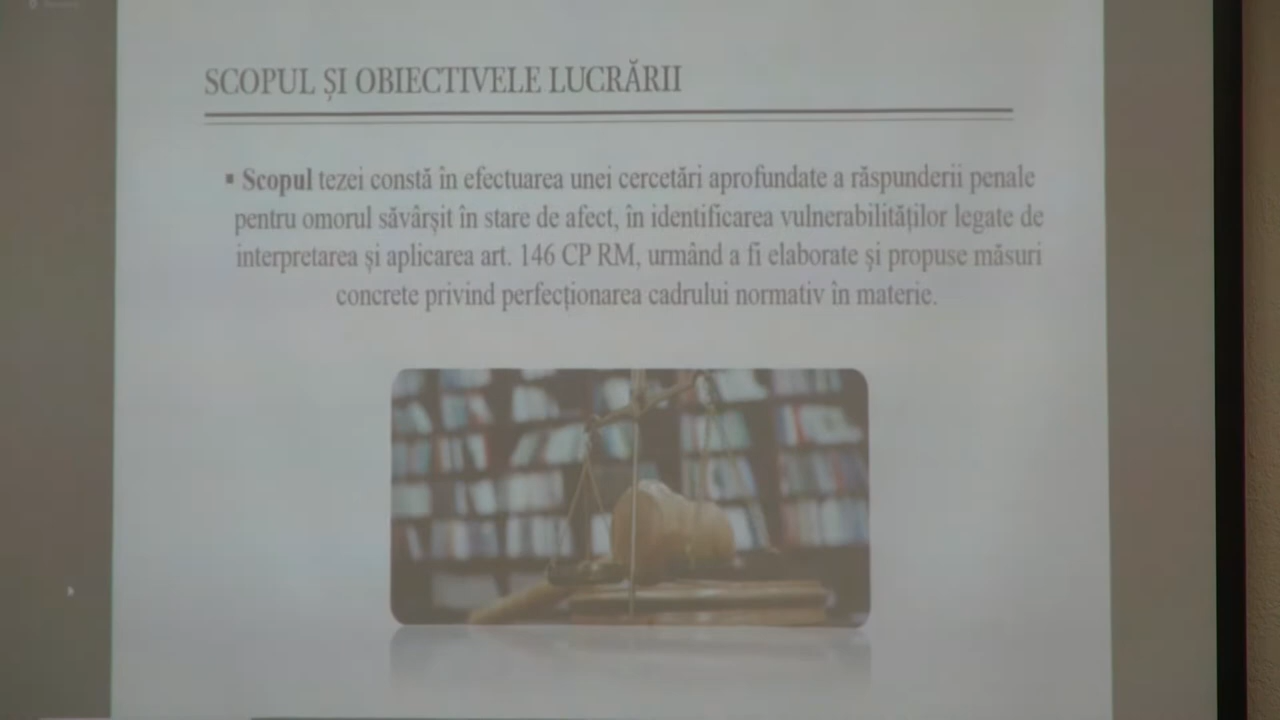 SCOPUL ȘI OBIECTIVELE LUCRĂRII
▪ Scopul tezei constă în efectuarea unei cercetări aprofundate a răspunderii penale
pentru omorul săvârșit în stare de afect, în identificarea vulnerabilităților legate de
interpretarea și aplicarea art. 146 CP RM, urmând a fi elaborate și propuse măsuri
concrete privind perfecționarea cadrului normativ în materie.